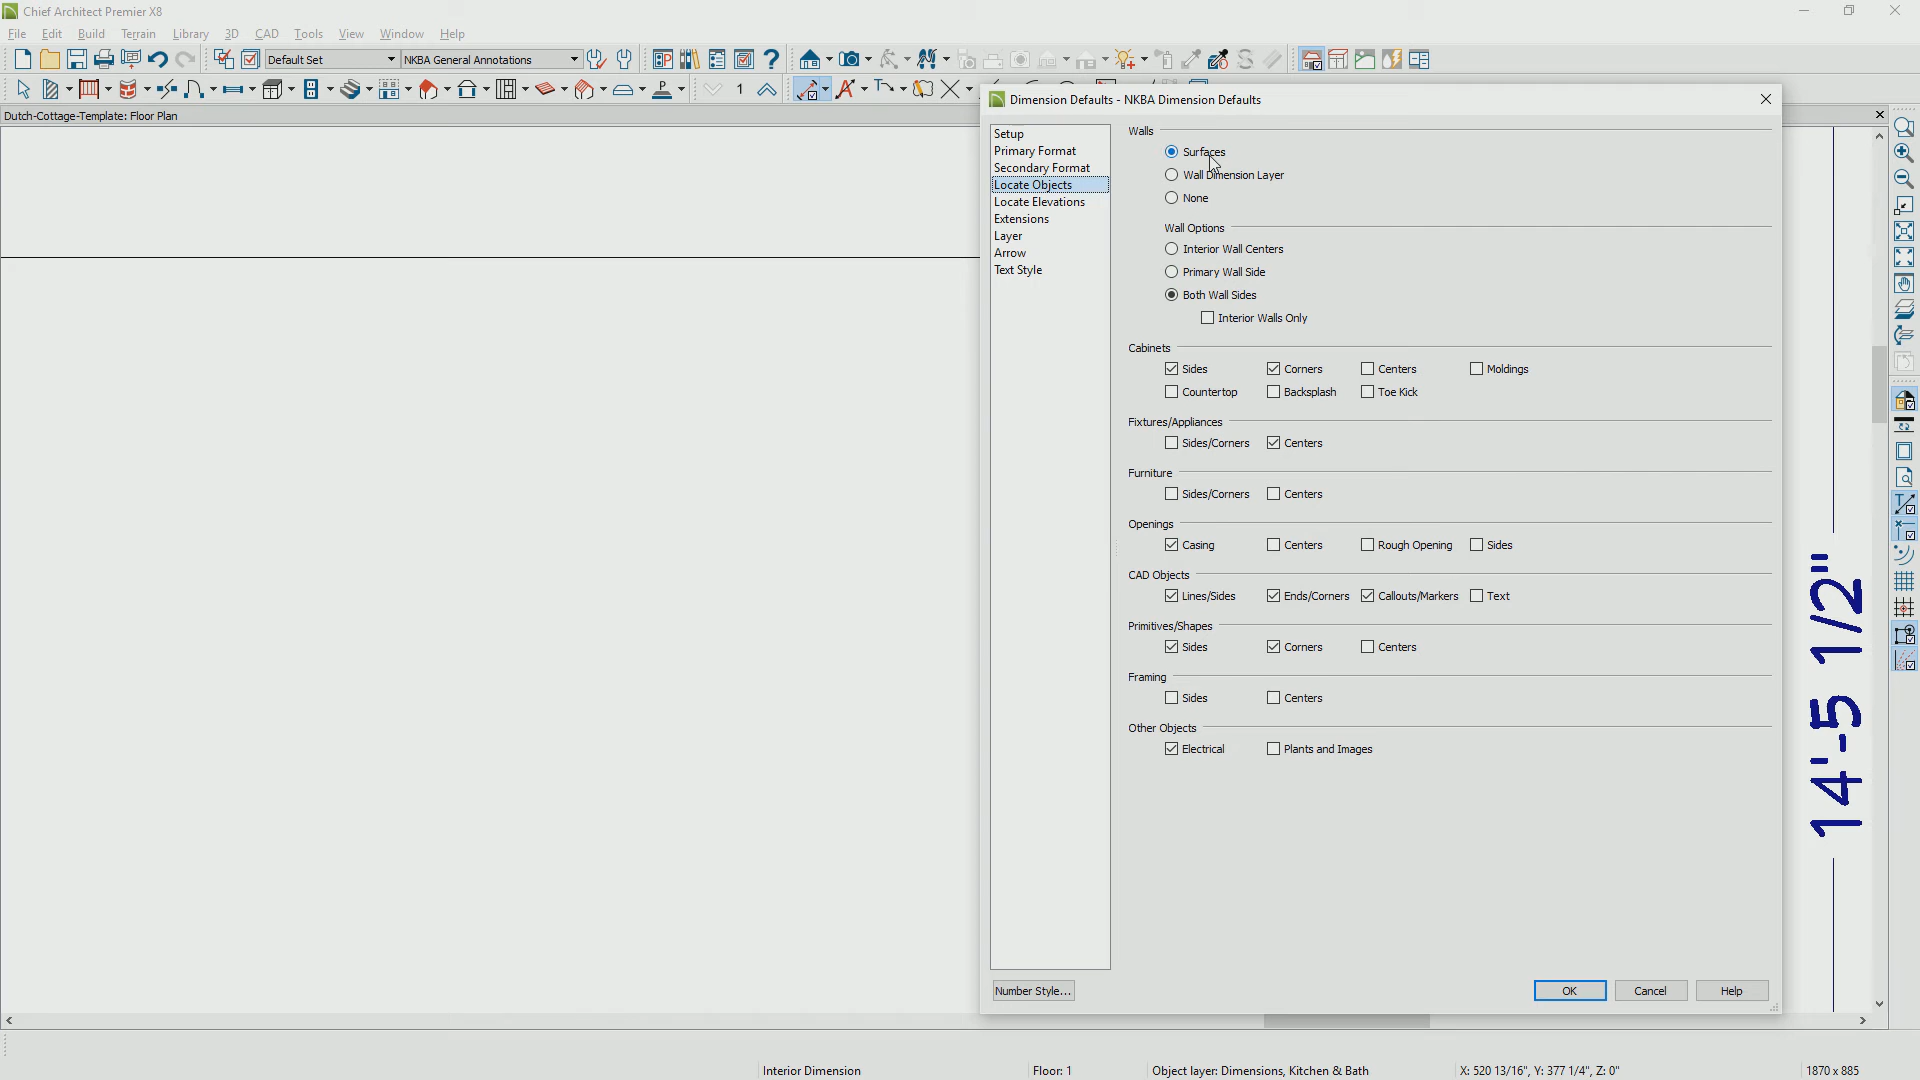 Chief Architect Premier X8
File Edit Build Terrain Library 3D CAD Tools View Window Help
Default Set NKBA General Annotations
1
Dutch-Cottage-Template: Floor Plan
Dimension Defaults - NKBA Dimension Defaults
Setup
Primary Format
Secondary Format
Locate Objects
Locate Elevations
Extensions
Layer
Arrow
Text Style
Walls
Surfaces
Wall Dimension Layer
None
Wall Options
Interior Wall Centers
Primary Wall Side
Both Wall Sides
Interior Walls Only
Cabinets
Sides Corners Centers Moldings
Countertop Backsplash Toe Kick
Fixtures/Appliances
Sides/Corners Centers
Furniture
Sides/Corners Centers
Openings
Casing Centers Rough Opening Sides
CAD Objects
Lines/Sides Ends/Corners Callouts/Markers Text
Primitives/Shapes
Sides Corners Centers
Framing
Sides Centers
Other Objects
Electrical Plants and Images
Number Style... OK Cancel Help
14'-5 1/2"
Interior Dimension Floor: 1 Object layer: Dimensions, Kitchen & Bath X: 520 13/16", Y: 377 1/4", Z: 0" 1870 x 885